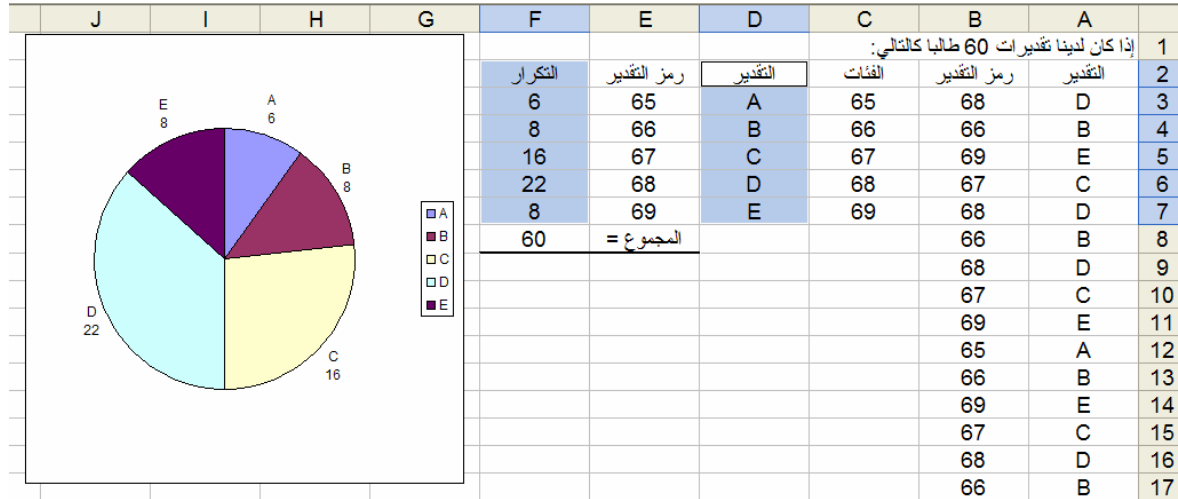 A B C D E F G H I J
1 إذا كان لدينا تقديرات 60 طالبا كالتالي:
2 التقدير رمز التقدير الفئات التقدير رمز التقدير التكرار
3 D 68 65 A 65 6
4 B 66 66 B 66 8
5 E 69 67 C 67 16
6 C 67 68 D 68 22
7 D 68 69 E 69 8
8 B 66 المجموع = 60
9 D 68
10 C 67
11 E 69
12 A 65
13 B 66
14 E 69
15 C 67
16 D 68
17 B 66
A
6
B
8
C
16
D
22
E
8
A
B
C
D
E